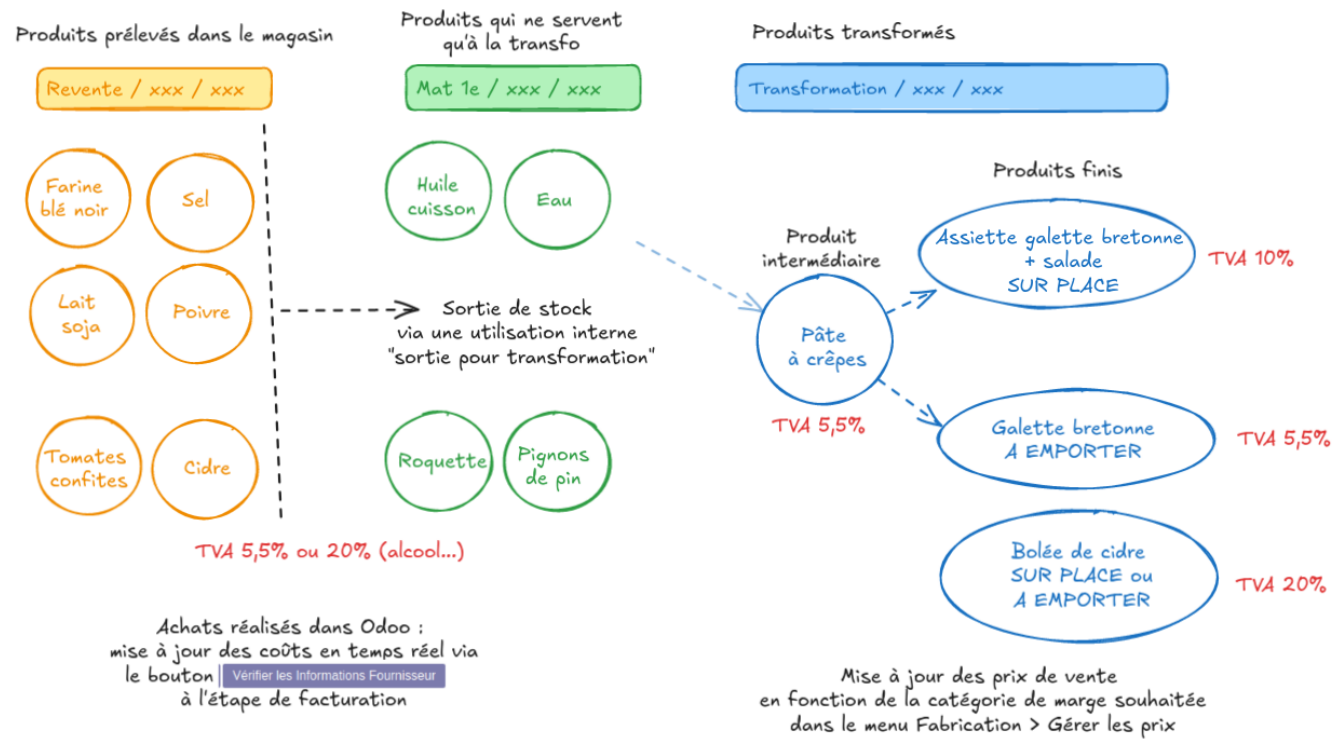 Produits prélevés dans le magasin
Revente / xxx / xxx
Farine
blé noir
Sel
Lait
soja
Poivre
Tomates
confites
Cidre
TVA 5,5% ou 20% (alcool...)
Achats réalisés dans Odoo :
mise à jour des coûts en temps réel via
le bouton Vérifier les Informations Fournisseur
à l'étape de facturation
Produits qui ne servent
qu'à la transfo
Mat 1e / xxx / xxx
Huile
cuisson
Eau
Sortie de stock
via une utilisation interne
"sortie pour transformation"
Roquette
Pignons
de pin
Produits transformés
Transformation / xxx / xxx
Produit
intermédiaire
Pâte
à crêpes
TVA 5,5%
Produits finis
Assiette galette bretonne
+ salade
SUR PLACE
TVA 10%
Galette bretonne
A EMPORTER
TVA 5,5%
Bolée de cidre
SUR PLACE ou
A EMPORTER
TVA 20%
Mise à jour des prix de vente
en fonction de la catégorie de marge souhaitée
dans le menu Fabrication > Gérer les prix